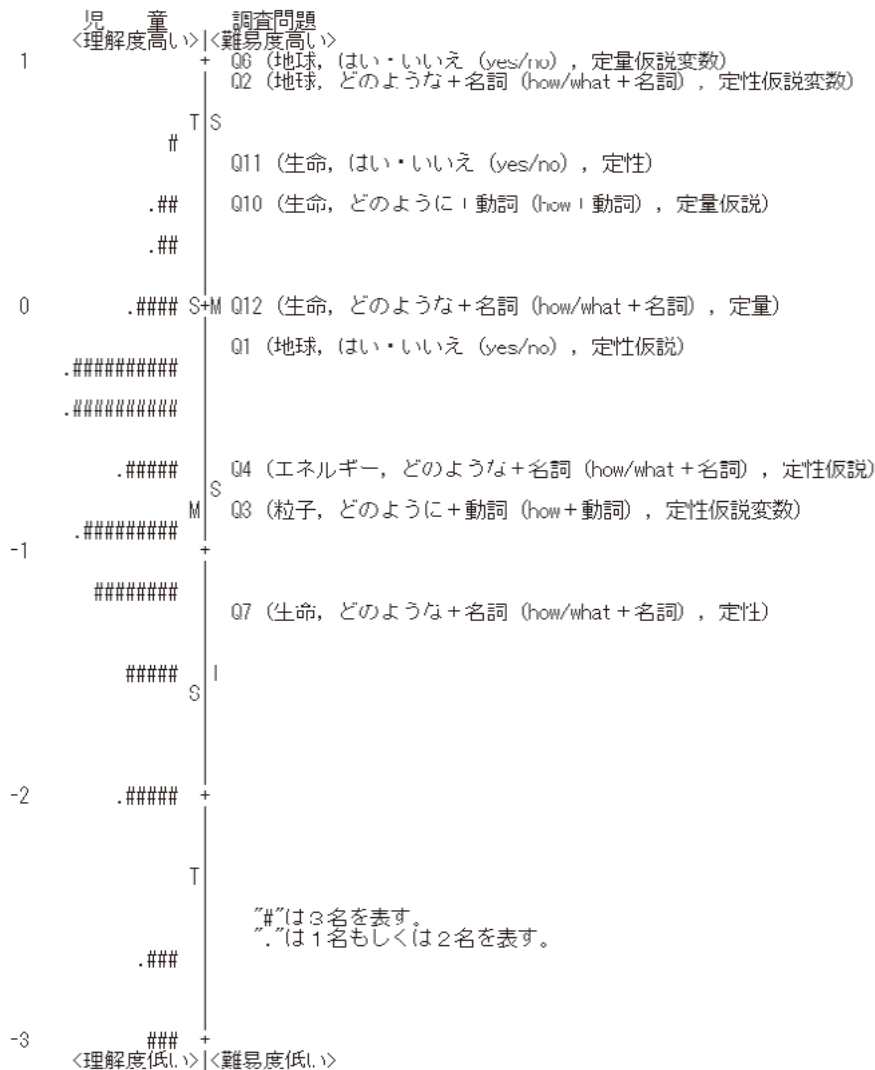 児 童 調査問題
<理解度高い>|<難易度高い>
1 + Q6 (地球, はい・いいえ (yes/no) , 定量仮説変数)
Q2 (地球, どのような+名詞 (how/what+名詞) , 定性仮説変数)
T|S
#
Q11 (生命, はい・いいえ (yes/no) , 定性)
.## Q10 (生命, どのように+動詞 (how+動詞) , 定量仮説)
.##
0 .#### S+M Q12 (生命, どのような+名詞 (how/what+名詞) , 定量)
Q1 (地球, はい・いいえ (yes/no) , 定性仮説)
.##########
.##########
.##### Q4 (エネルギー, どのような+名詞 (how/what+名詞) , 定性仮説)
S
M Q3 (粒子, どのように+動詞 (how+動詞) , 定性仮説変数)
.#########
-1 +
########
Q7 (生命, どのような+名詞 (how/what+名詞) , 定性)
##### |
S
-2 .##### +
T
"#"は3名を表す。
"."は1名もしくは2名を表す。
.###
-3 ### +
<理解度低い>|<難易度低い>